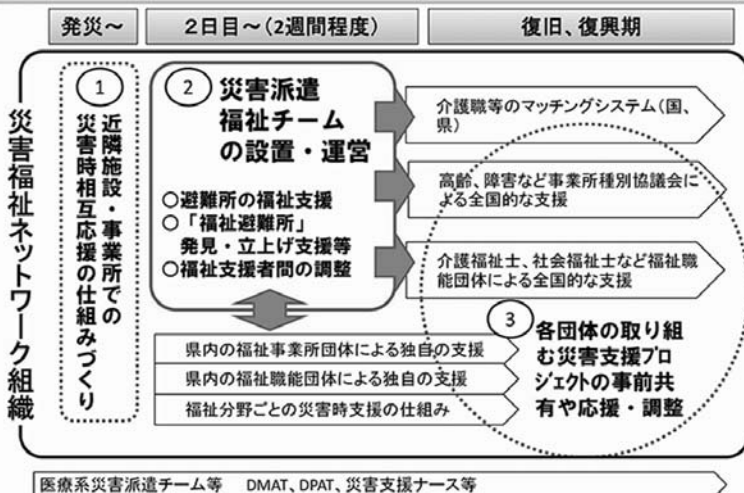 発災～
2日目～(2週間程度)
復旧、復興期
災害福祉ネットワーク組織
①
近隣施設・事業所での
災害時相互応援の仕組みづくり
②
災害派遣
福祉チーム
の設置・運営
○避難所の福祉支援
○「福祉避難所」
発見・立上げ支援等
○福祉支援者間の調整
介護職等のマッチングシステム(国、
県)
高齢、障害など事業所種別協議会に
よる全国的な支援
介護福祉士、社会福祉士など福祉職
能団体による全国的な支援
県内の福祉事業所団体による独自の支援
県内の福祉職能団体による独自の支援
福祉分野ごとの災害時支援の仕組み
③
各団体の取り組
む災害支援プロ
ジェクトの事前共
有や応援・調整
医療系災害派遣チーム等 DMAT、DPAT、災害支援ナース等